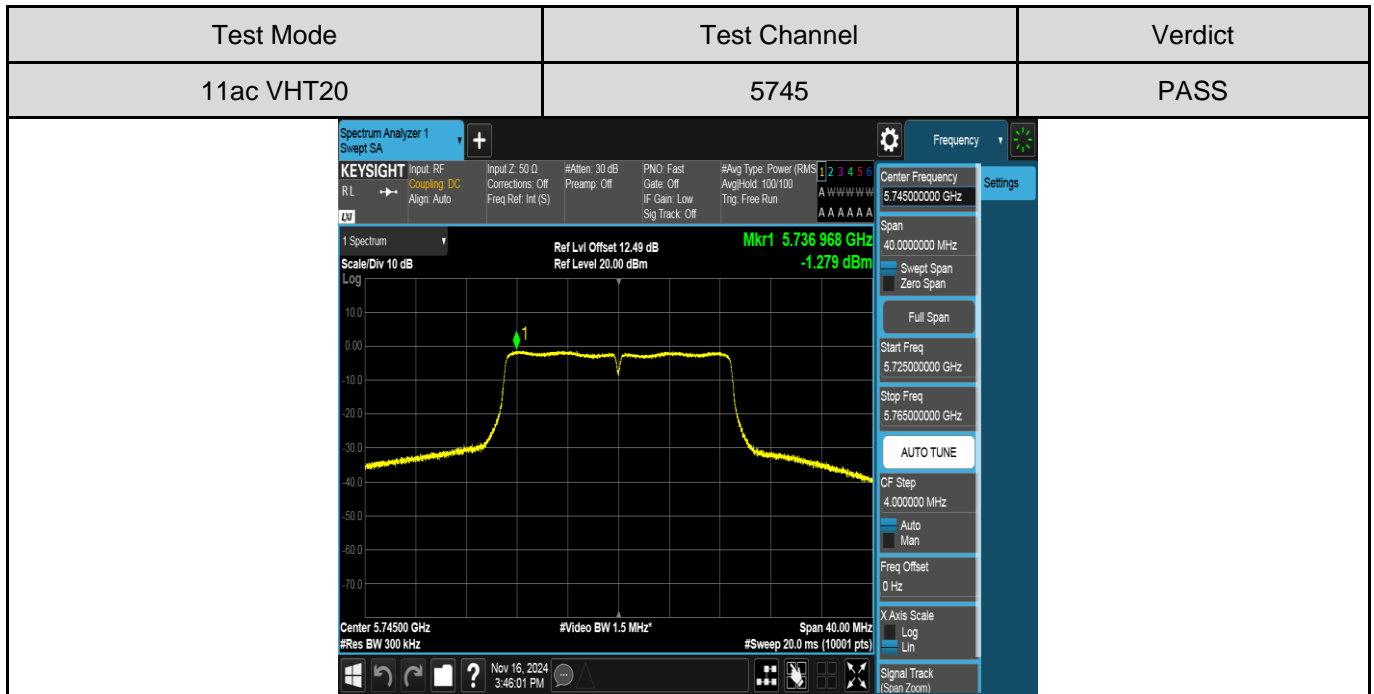 Test Mode Test Channel Verdict
11ac VHT20 5745 PASS
Spectrum Analyzer 1
Swept SA
+
Frequency
KEYSIGHT Input: RF Input Z: 50 Ω #Atten: 30 dB PNO: Fast #Avg Type: Power (RMS 1 2 3 4 5 6
R L Coupling: DC Corrections: Off Preamp: Off Gate: Off Avg|Hold: 100/100 A W W W W W
Align: Auto Freq Ref: Int (S) IF Gain: Low Trig: Free Run
LXI Sig Track: Off A A A A A A
1 Spectrum Ref Lvl Offset 12.49 dB Mkr1 5.736 968 GHz
Scale/Div 10 dB Ref Level 20.00 dBm -1.279 dBm
Log
10.0
1
0.00
-10.0
-20.0
-30.0
-40.0
-50.0
-60.0
-70.0
Center 5.74500 GHz #Video BW 1.5 MHz* Span 40.00 MHz
#Res BW 300 kHz #Sweep 20.0 ms (10001 pts)
? Nov 16, 2024
3:46:01 PM
Center Frequency
5.745000000 GHz
Settings
Span
40.0000000 MHz
Swept Span
Zero Span
Full Span
Start Freq
5.725000000 GHz
Stop Freq
5.765000000 GHz
AUTO TUNE
CF Step
4.000000 MHz
Auto
Man
Freq Offset
0 Hz
X Axis Scale
Log
Lin
Signal Track
(Span Zoom)